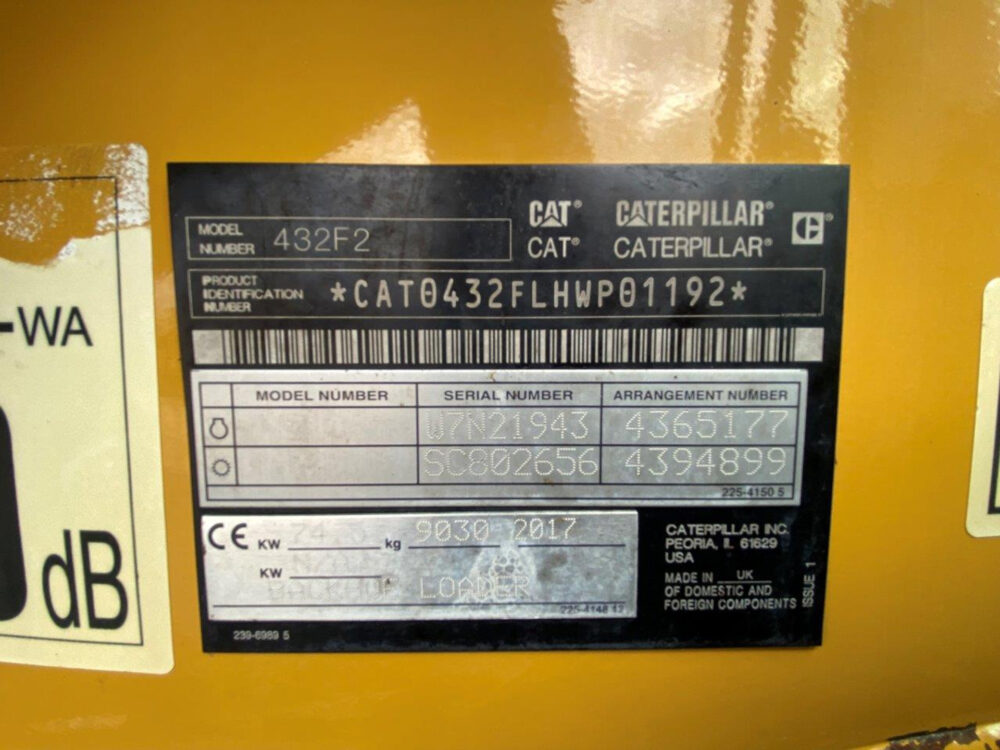 -WA
dB
MODEL NUMBER 432F2
CAT® CATERPILLAR®
CAT® CATERPILLAR®
PRODUCT IDENTIFICATION NUMBER *CAT0432FLHWP01192*
MODEL NUMBER SERIAL NUMBER ARRANGEMENT NUMBER
W7N21943 4365177
SC802656 4394899
225-4150 5
CE KW kg 9030 2017
KW
BACKHOE LOADER
225-4148 12
239-6989 5
CATERPILLAR INC.
PEORIA, IL 61629
USA
MADE IN UK
OF DOMESTIC AND
FOREIGN COMPONENTS
ISSUE 1